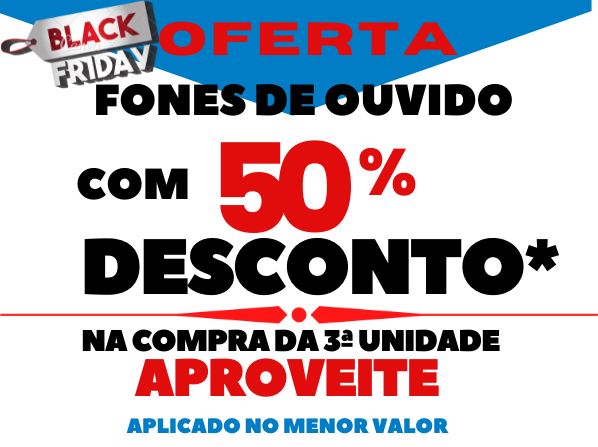 BLACK
FRIDAY
OFERTA
FONES DE OUVIDO
COM 50%
DESCONTO*
NA COMPRA DA 3ª UNIDADE
APROVEITE
APLICADO NO MENOR VALOR